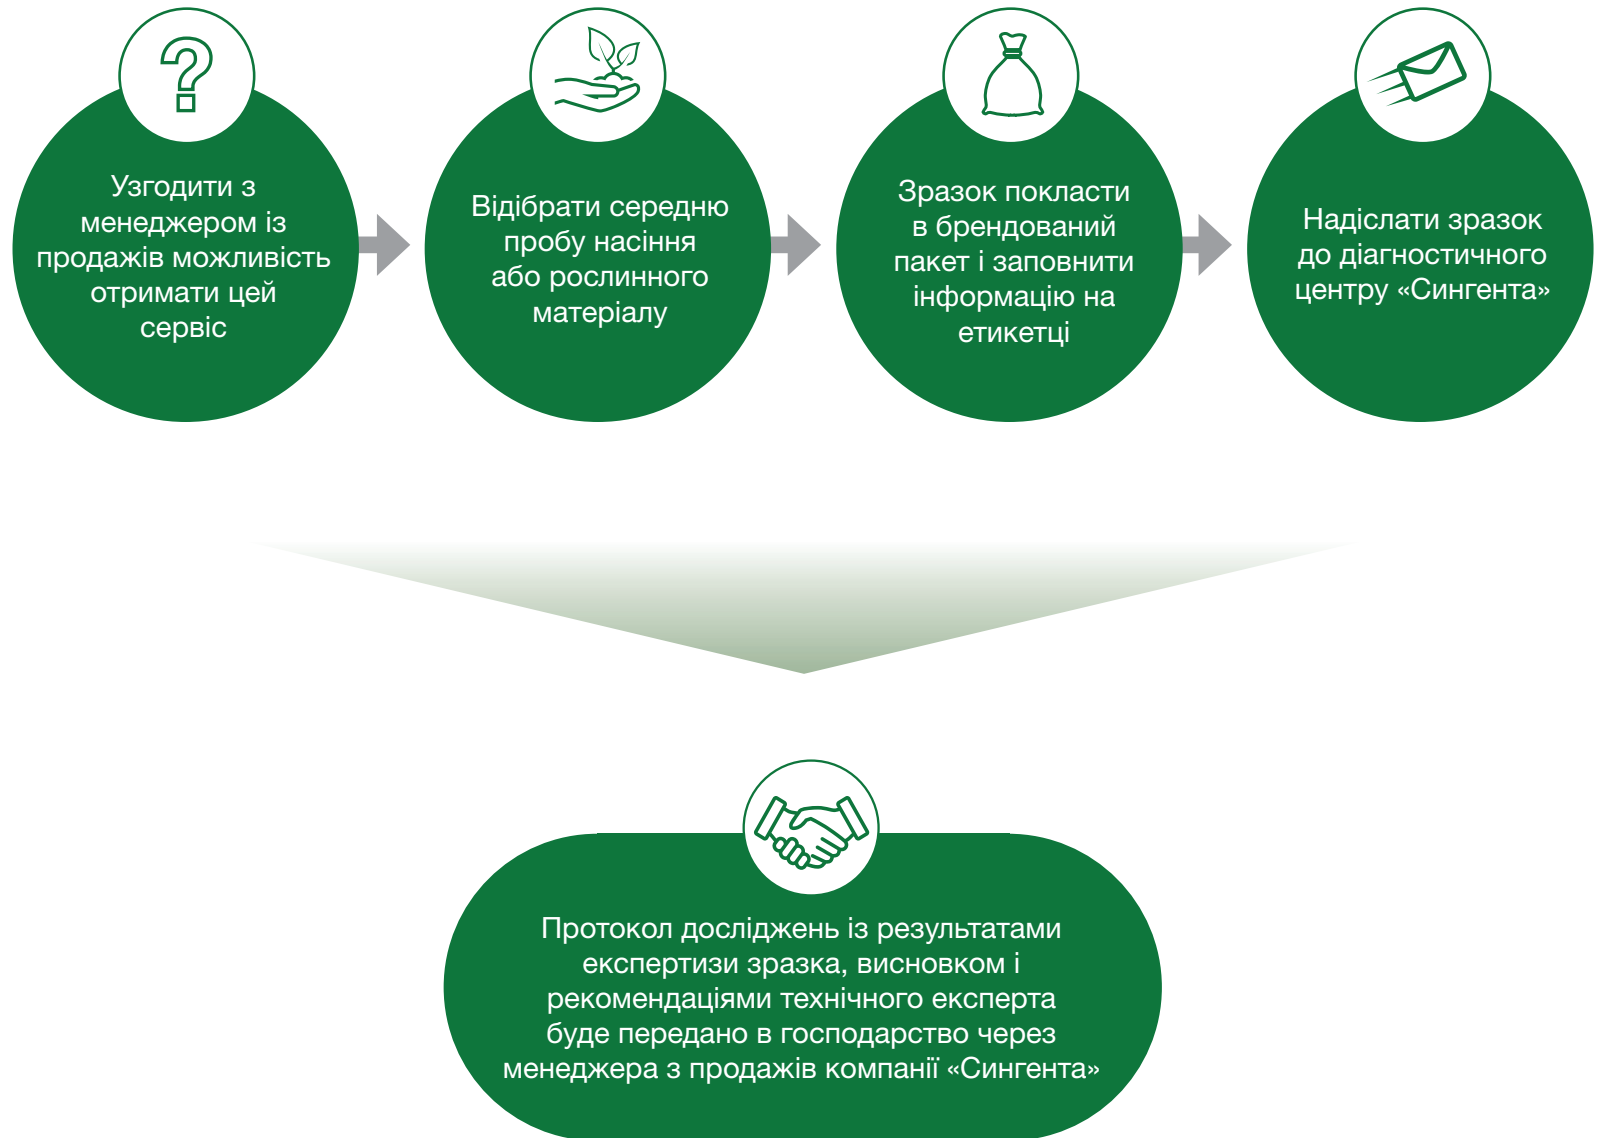 Узгодити з
менеджером із
продажів можливість
отримати цей
сервіс
Відібрати середню
пробу насіння
або рослинного
матеріалу
Зразок покласти
в брендований
пакет і заповнити
інформацію на
етикетці
Надіслати зразок
до діагностичного
центру «Сингента»
Протокол досліджень із результатами
експертизи зразка, висновком і
рекомендаціями технічного експерта
буде передано в господарство через
менеджера з продажів компанії «Сингента»